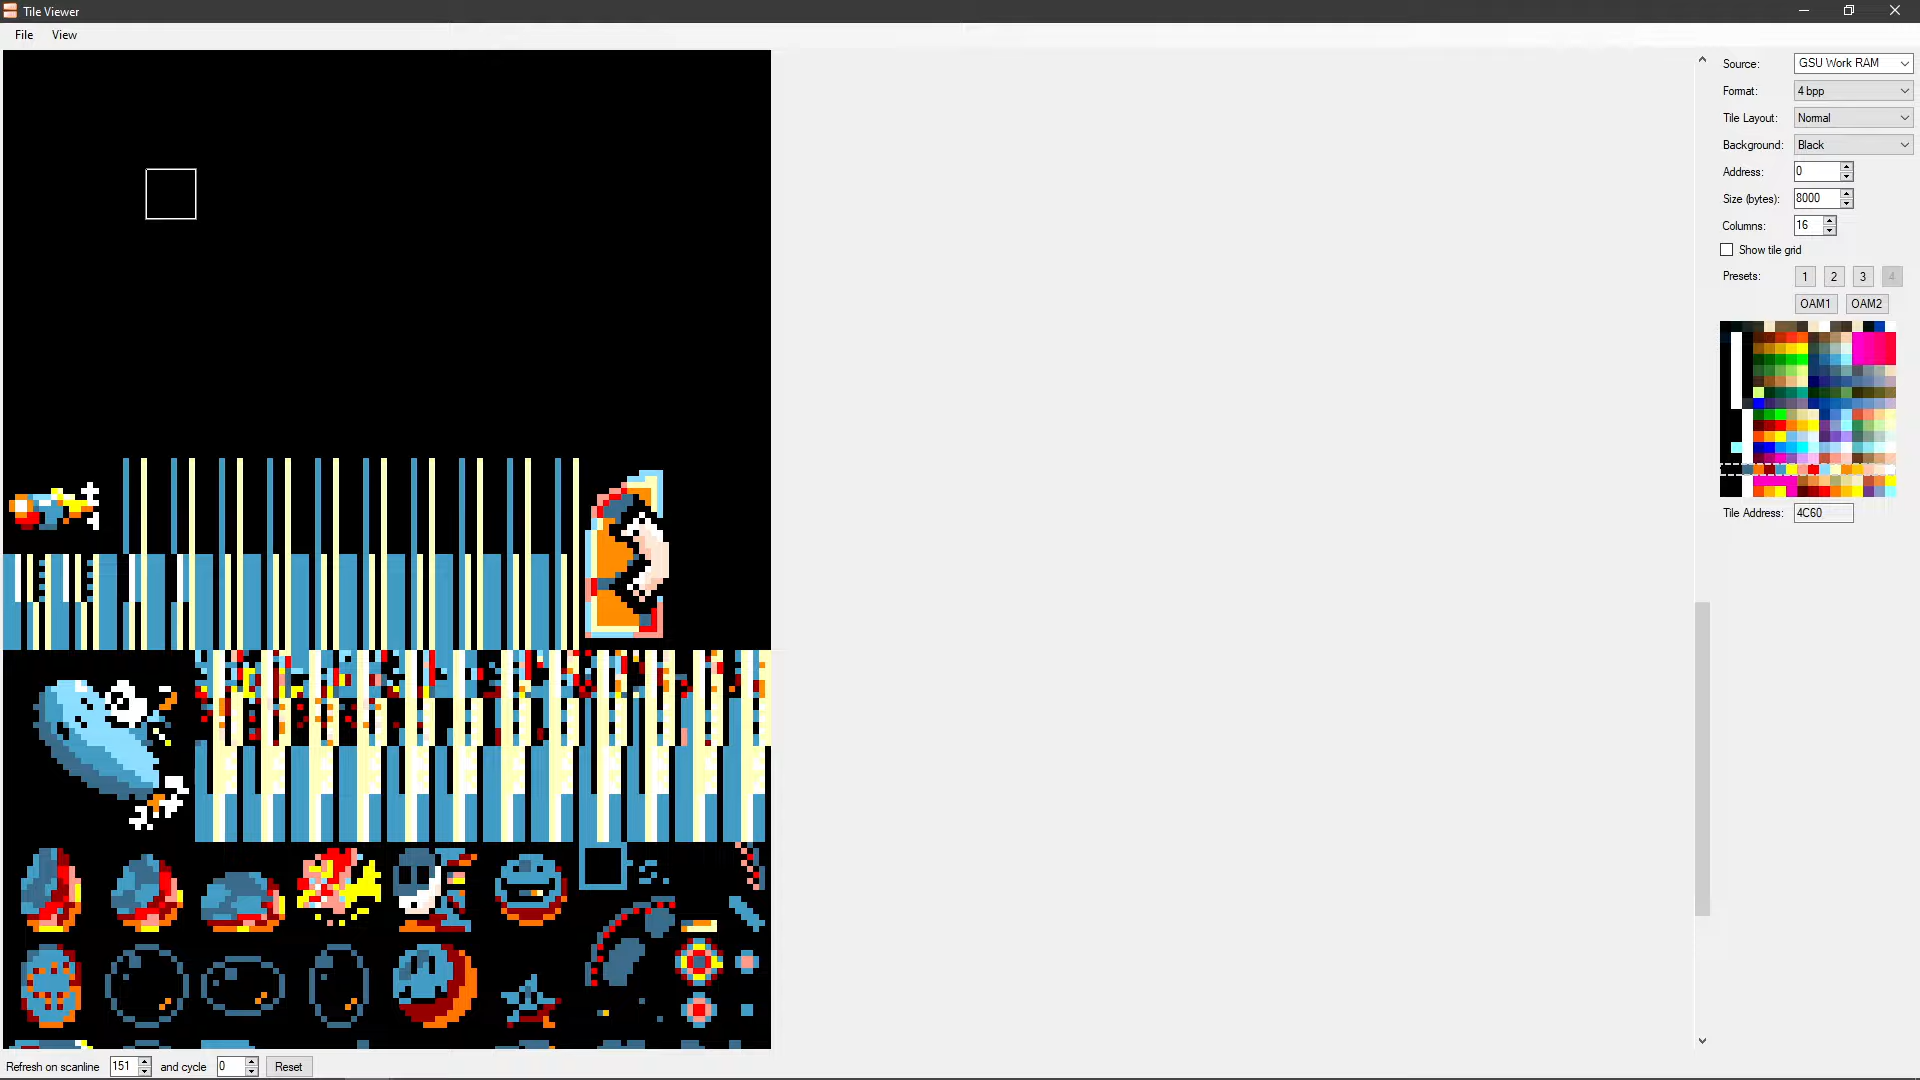 Tile Viewer
File View
Source: GSU Work RAM
Format: 4 bpp
Tile Layout: Normal
Background: Black
Address: 0
Size (bytes): 8000
Columns: 16
Show tile grid
Presets: 1 2 3 4
OAM1 OAM2
Tile Address: 4C60
Refresh on scanline 151 and cycle 0 Reset